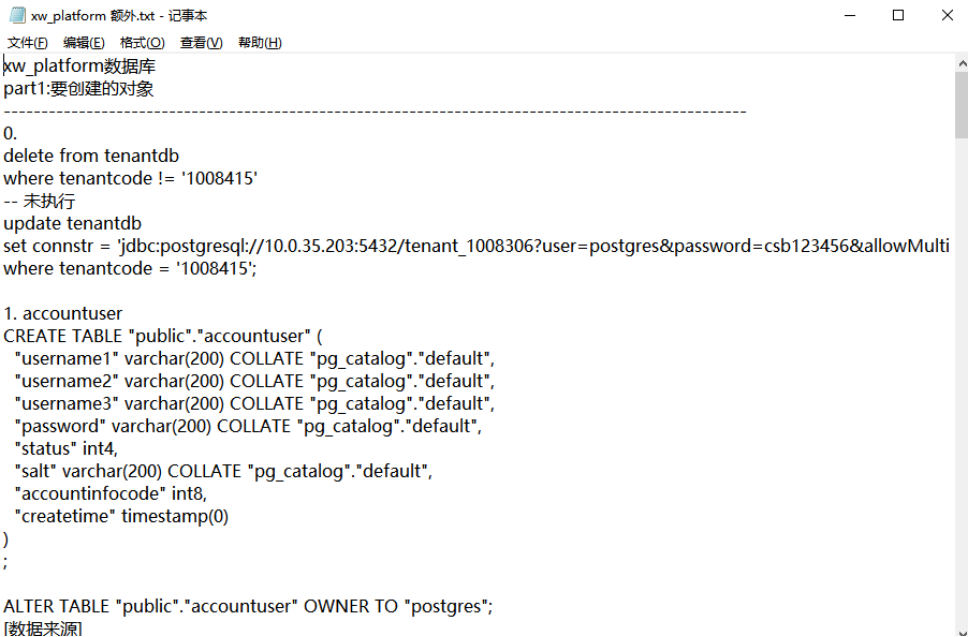 xw_platform 额外.txt - 记事本
文件(F) 编辑(E) 格式(O) 查看(V) 帮助(H)
xw_platform数据库
part1:要创建的对象
----------------------------------------------------------------------------------------------------
0.
delete from tenantdb
where tenantcode != '1008415'
-- 未执行
update tenantdb
set connstr = 'jdbc:postgresql://10.0.35.203:5432/tenant_1008306?user=postgres&password=csb123456&allowMulti
where tenantcode = '1008415';
1. accountuser
CREATE TABLE "public"."accountuser" (
"username1" varchar(200) COLLATE "pg_catalog"."default",
"username2" varchar(200) COLLATE "pg_catalog"."default",
"username3" varchar(200) COLLATE "pg_catalog"."default",
"password" varchar(200) COLLATE "pg_catalog"."default",
"status" int4,
"salt" varchar(200) COLLATE "pg_catalog"."default",
"accountinfocode" int8,
"createtime" timestamp(0)
)
;
ALTER TABLE "public"."accountuser" OWNER TO "postgres";
[数据来源]